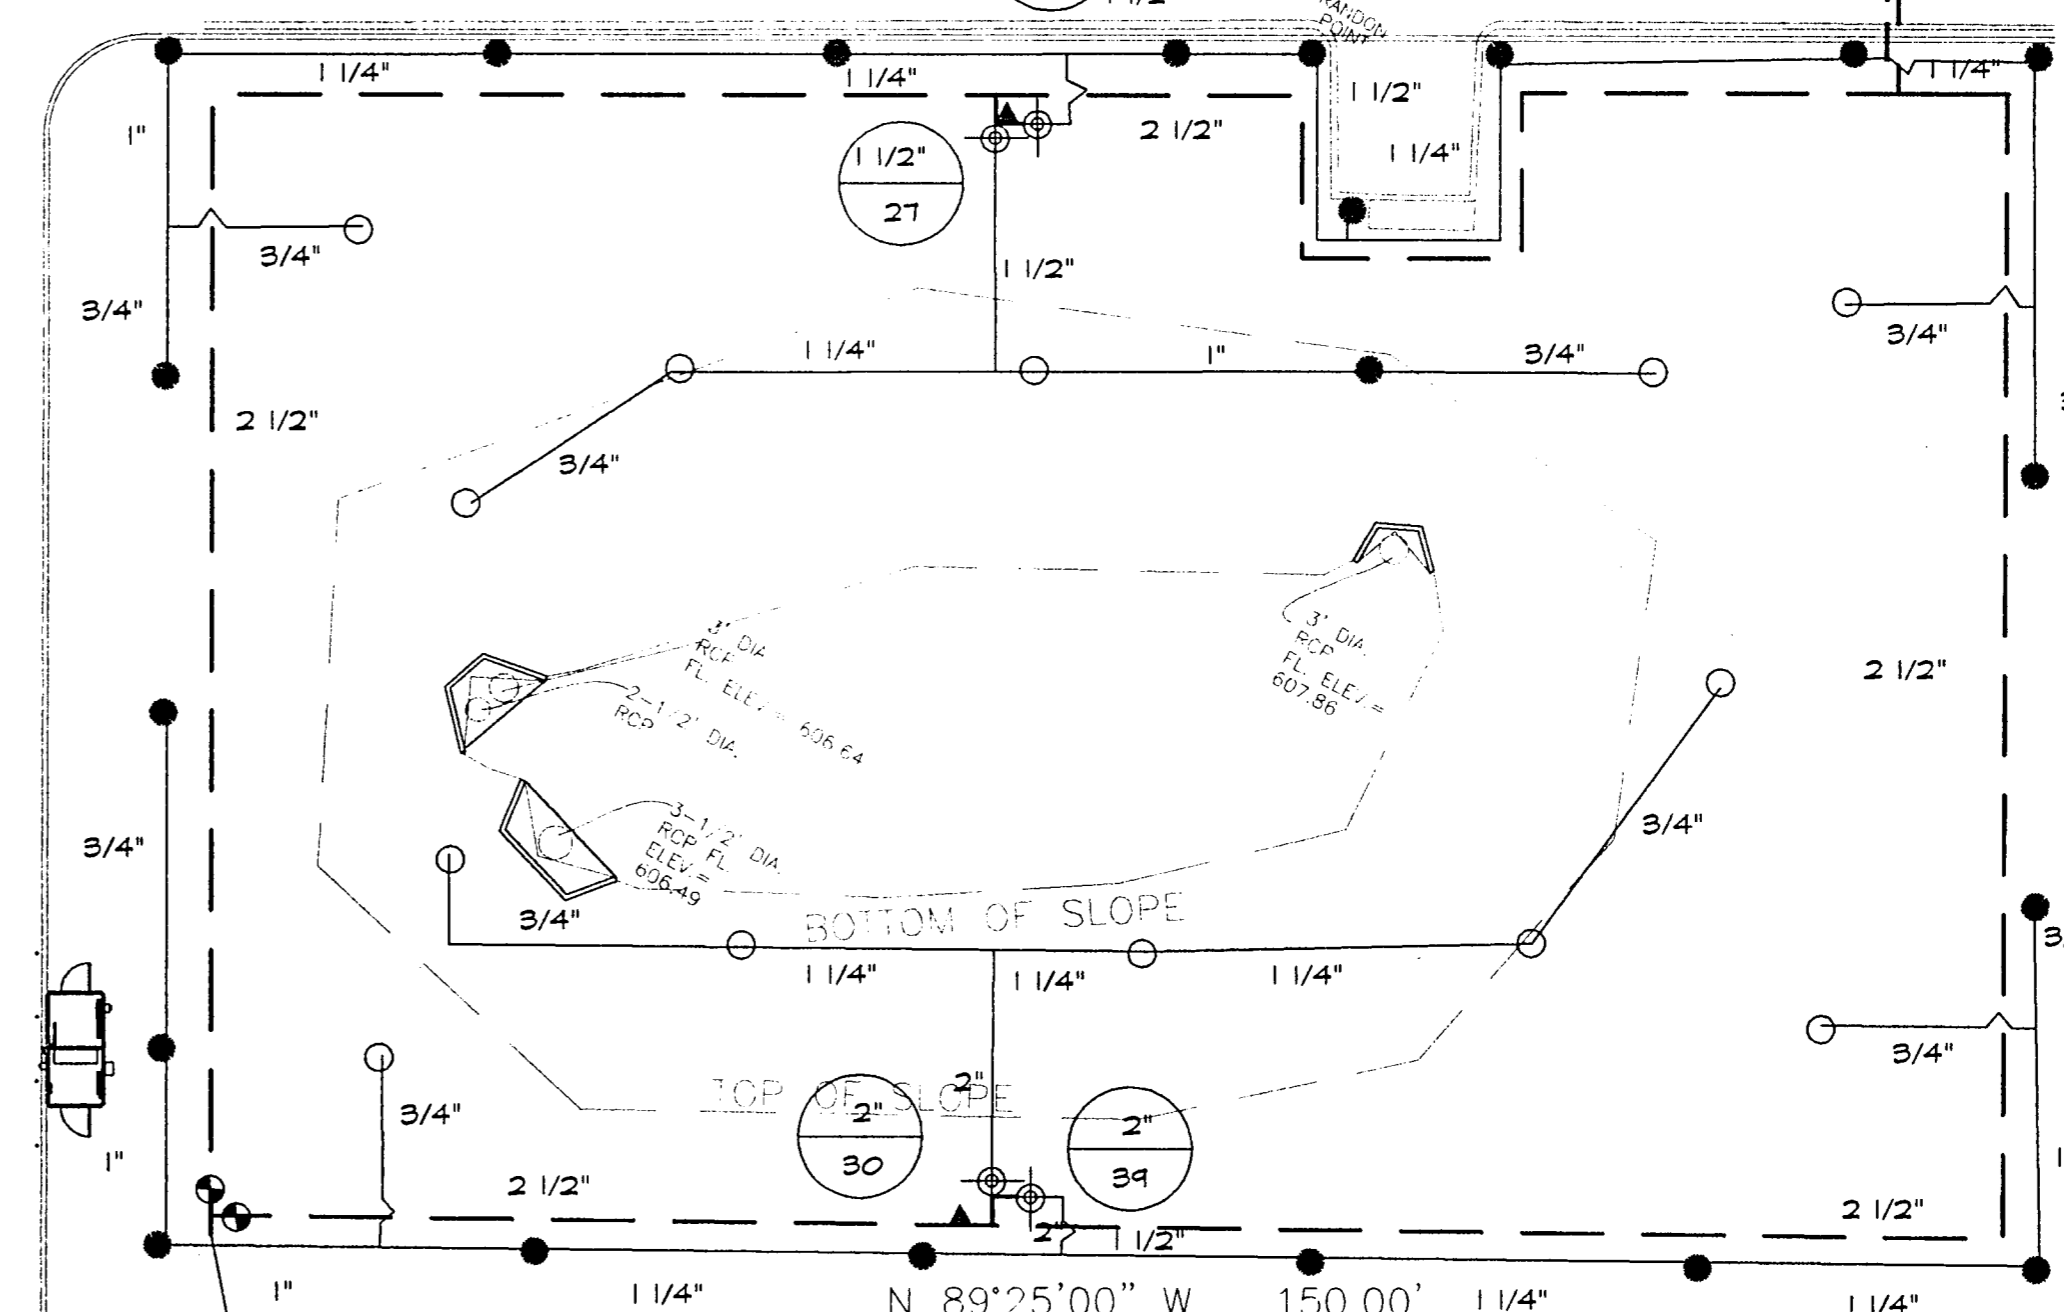 1 1/2"
RANDON
POINT
1 1/4"
1 1/4"
1 1/4"
1"
1 1/2"
2 1/2"
1 1/2"
27
1 1/4"
3/4"
1 1/2"
3/4"
3/4"
1 1/4"
1"
3/4"
2 1/2"
3/4"
3' DIA.
RCP
FL. ELEV.=
607.86
3' DIA.
RCP
FL. ELEV.= 606.64
2-1/2' DIA.
RCP
2 1/2"
3-1/2' DIA.
RCP FL.
ELEV.=
606.49
3/4"
3/4"
3/4"
BOTTOM OF SLOPE
1 1/4"
1 1/4"
1 1/4"
3/4"
TOP OF SLOPE
2"
3/4"
2"
30
2"
39
1"
2 1/2"
2 1/2"
2"
1 1/2"
1"
1 1/4"
N 89°25'00" W 150.00'
1 1/4"
1 1/4"